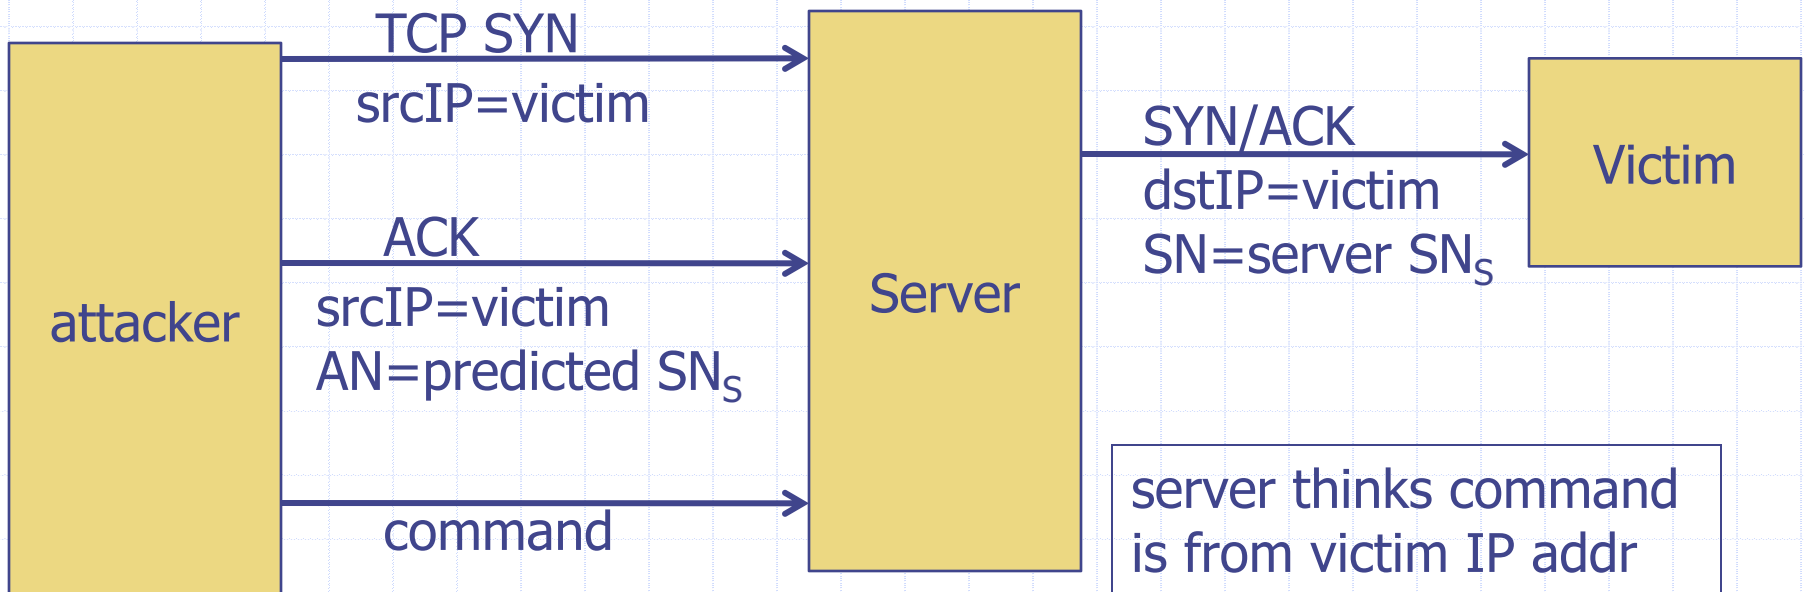 TCP SYN
srcIP=victim
SYN/ACK
Victim
dstIP=victim
ACK
SN=server SNS
Server
attacker
srcIP=victim
AN=predicted SNS
server thinks command
command
is from victim IP addr